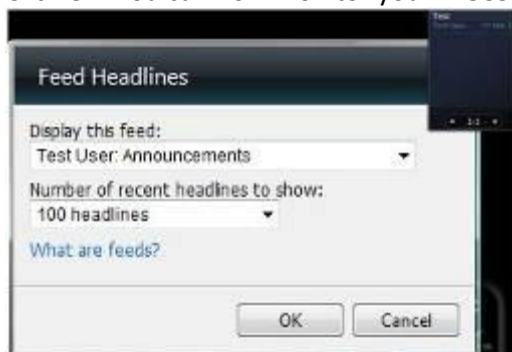 Feed Headlines
Test
Display this feed:
Test User: Announcements
Number of recent headlines to show:
100 headlines
What are feeds?
OK
Cancel